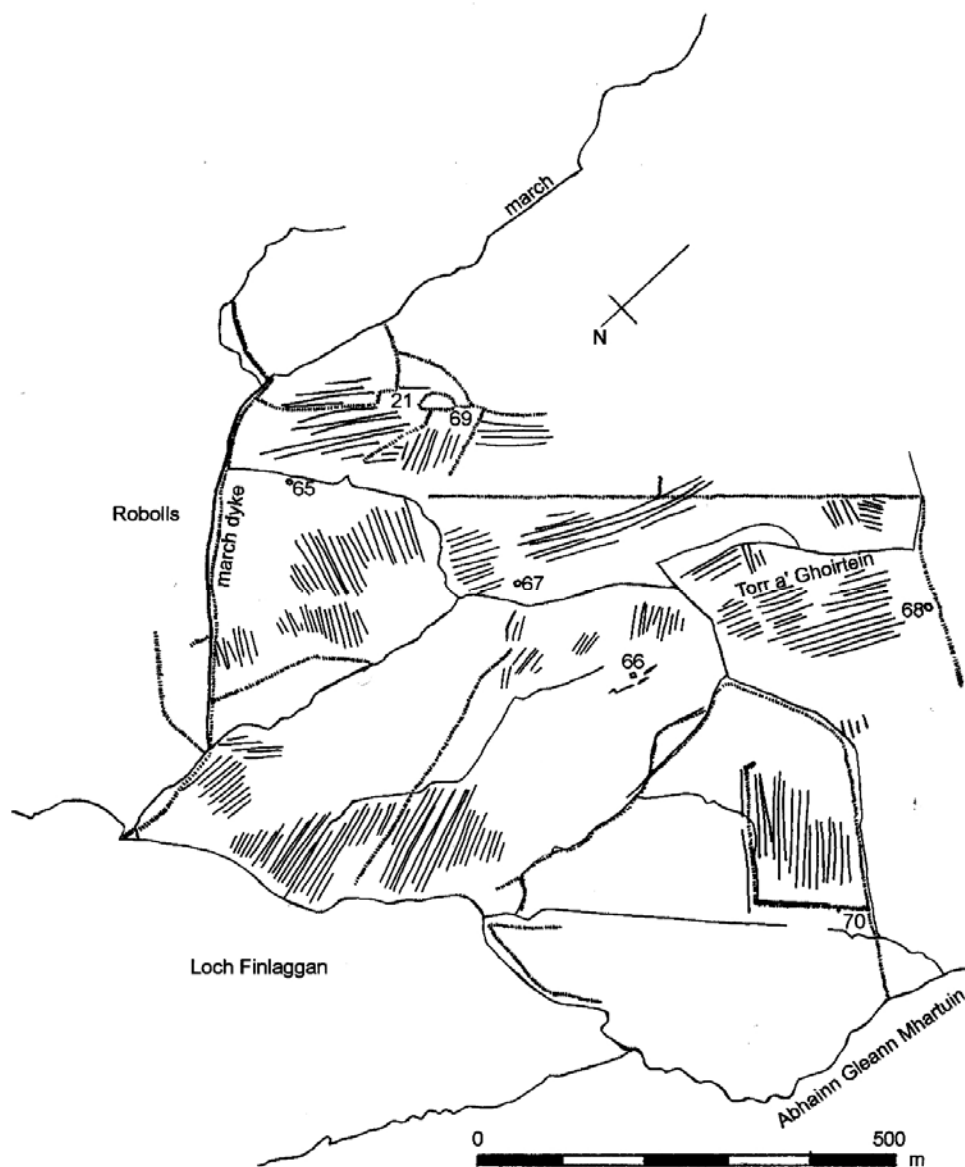 march
N
21
69
65
Robolls
march dyke
67
Torr a' Ghoirtein
68
66
70
Loch Finlaggan
Abhainn Gleann Mhartuin
0
500
m